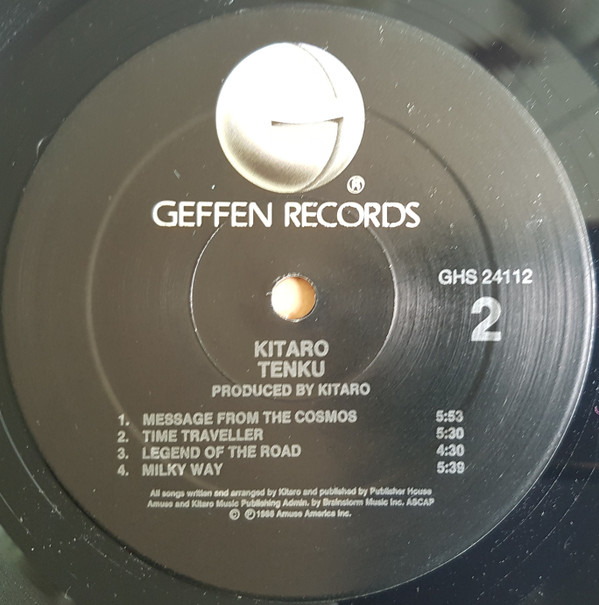 G
®
GEFFEN RECORDS
GHS 24112
2
KITARO
TENKU
PRODUCED BY KITARO
1. MESSAGE FROM THE COSMOS 5:53
2. TIME TRAVELLER 5:30
3. LEGEND OF THE ROAD 4:30
4. MILKY WAY 5:39
All songs written and arranged by Kitaro and published by Publisher House
Amuse and Kitaro Music Publishing Admin. by Brainstorm Music Inc. ASCAP
© ℗1986 Amuse America Inc.